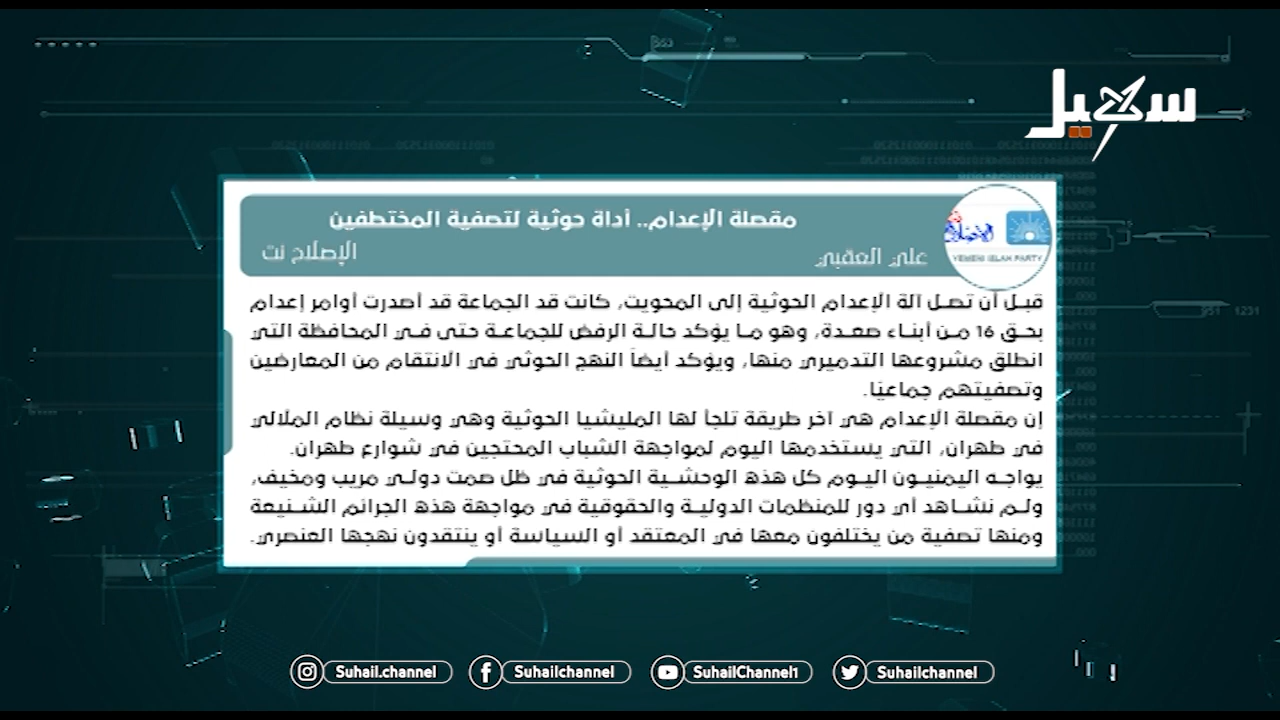 سهيل
مقصلة الإعدام.. أداة حوثية لتصفية المختطفين
علي العقبي
الإصلاح نت
الإصلاح
YEMENI ISLAH PARTY
قبل أن تصل آلة الإعدام الحوثية إلى المحويت، كانت قد الجماعة قد أصدرت أوامر إعدام
بحق 16 من أبناء صعدة، وهو ما يؤكد حالة الرفض للجماعة حتى في المحافظة التي
انطلق مشروعها التدميري منها، ويؤكد أيضاً النهج الحوثي في الانتقام من المعارضين
وتصفيتهم جماعيًا.
إن مقصلة الإعدام هي آخر طريقة تلجأ لها المليشيا الحوثية وهي وسيلة نظام الملالي
في طهران، التي يستخدمها اليوم لمواجهة الشباب المحتجين في شوارع طهران.
يواجه اليمنيون اليوم كل هذه الوحشية الحوثية في ظل صمت دولي مريب ومخيف،
ولم نشاهد أي دور للمنظمات الدولية والحقوقية في مواجهة هذه الجرائم الشنيعة
ومنها تصفية من يختلفون معها في المعتقد أو السياسة أو ينتقدون نهجها العنصري.
Suhail.channel
Suhailchannel
SuhailChannel1
Suhailchannel